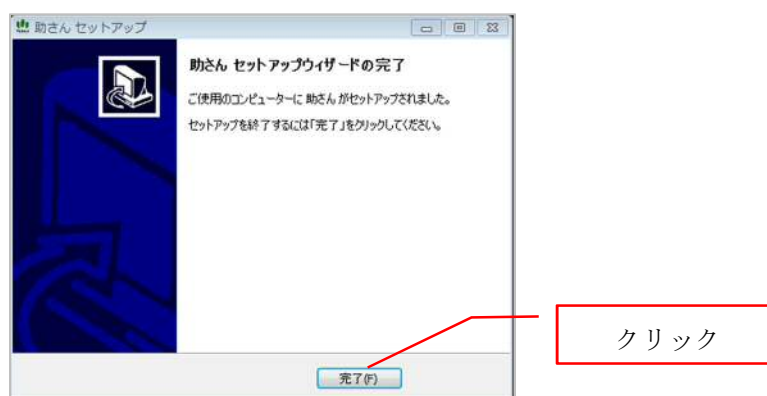 助さん セットアップ
助さん セットアップウィザードの完了
ご使用のコンピューターに 助さん がセットアップされました。
セットアップを終了するには「完了」をクリックしてください。
クリック
完了(F)